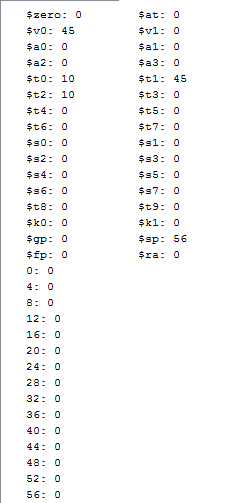 $zero: 0 $at: 0
$v0: 45 $v1: 0
$a0: 0 $a1: 0
$a2: 0 $a3: 0
$t0: 10 $t1: 45
$t2: 10 $t3: 0
$t4: 0 $t5: 0
$t6: 0 $t7: 0
$s0: 0 $s1: 0
$s2: 0 $s3: 0
$s4: 0 $s5: 0
$s6: 0 $s7: 0
$t8: 0 $t9: 0
$k0: 0 $k1: 0
$gp: 0 $sp: 56
$fp: 0 $ra: 0
0: 0
4: 0
8: 0
12: 0
16: 0
20: 0
24: 0
28: 0
32: 0
36: 0
40: 0
44: 0
48: 0
52: 0
56: 0